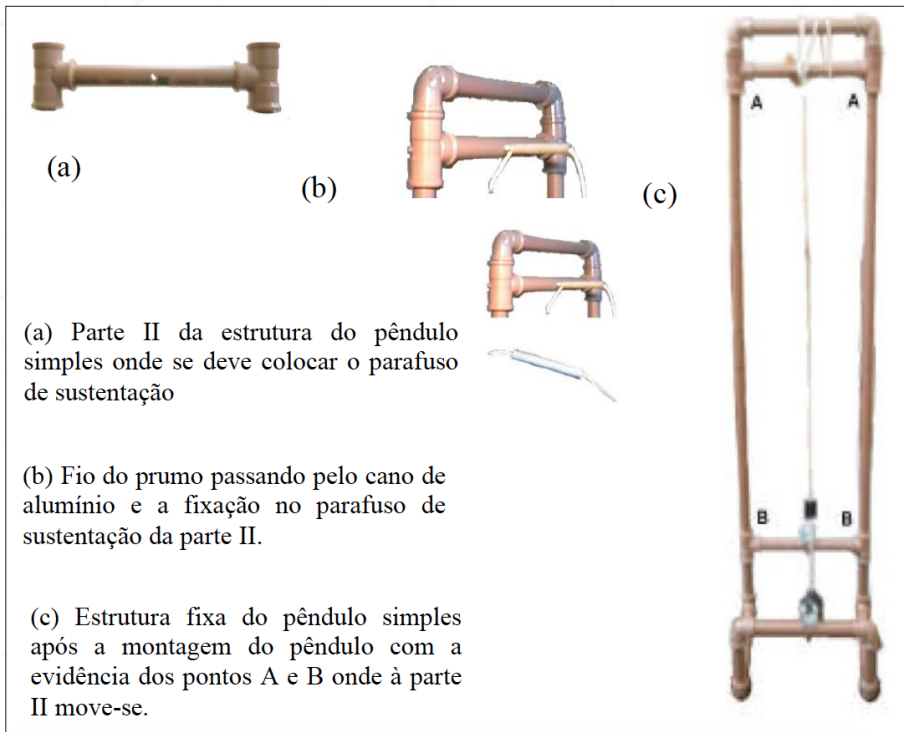 (a)
(b)
(c)
A A
B B
(a) Parte II da estrutura do pêndulo
simples onde se deve colocar o parafuso
de sustentação
(b) Fio do prumo passando pelo cano de
alumínio e a fixação no parafuso de
sustentação da parte II.
(c) Estrutura fixa do pêndulo simples
após a montagem do pêndulo com a
evidência dos pontos A e B onde à parte
II move-se.